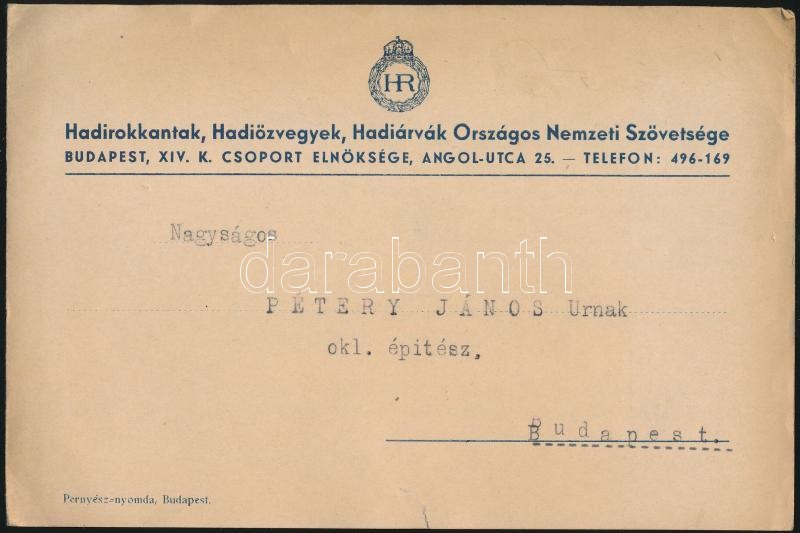 HR
Hadirokkantak, Hadiözvegyek, Hadiárvák Országos Nemzeti Szövetsége
BUDAPEST, XIV. K. CSOPORT ELNÖKSÉGE, ANGOL-UTCA 25. — TELEFON: 496-169
Nagyságos
darabanth
PÉTERY JÁNOS Urnak
okl. épitész,
Budapest.
Pernyész=nyomda, Budapest.